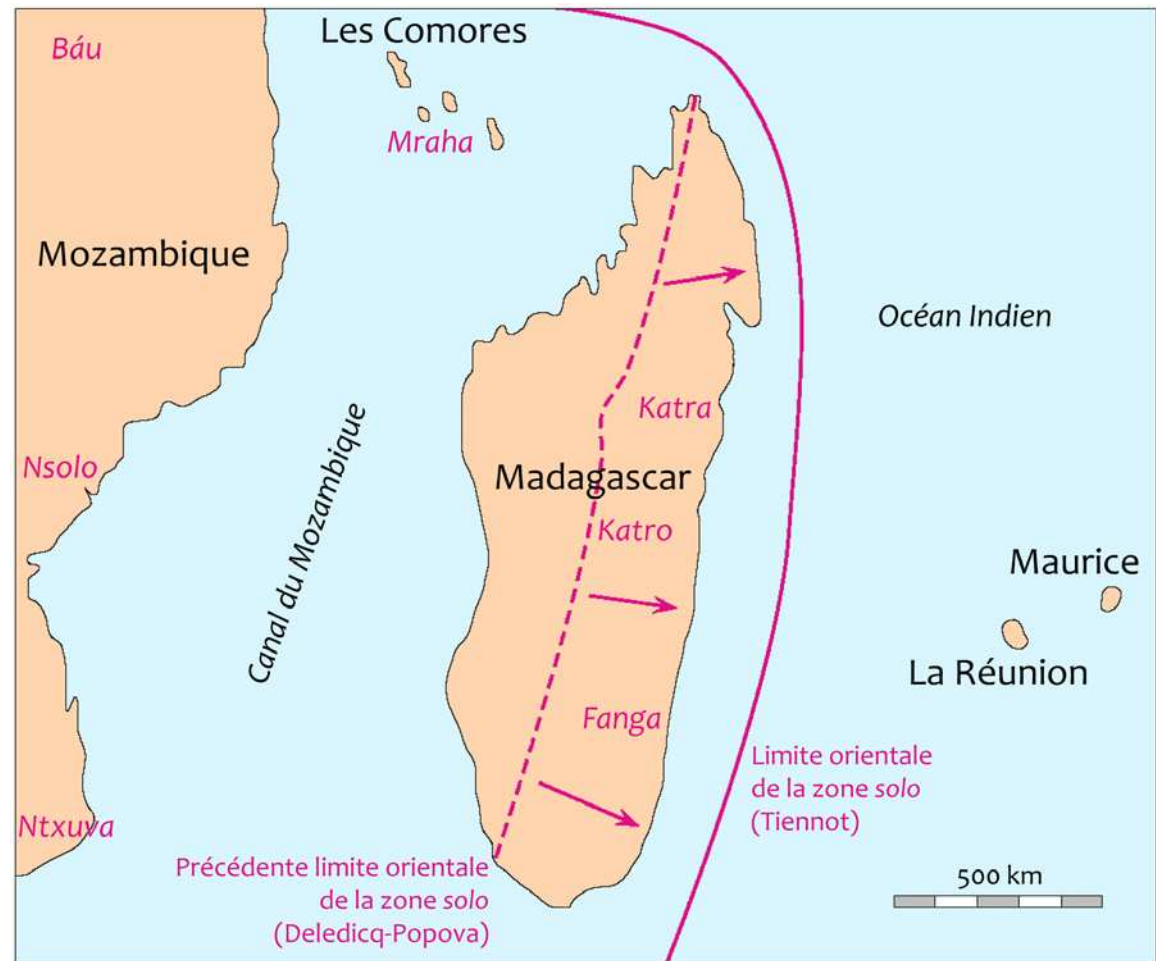 Les Comores
Báu
Mraha
Mozambique
Océan Indien
Katra
Nsolo
Madagascar
Canal du Mozambique
Katro
Maurice
La Réunion
Fanga
Limite orientale
de la zone solo
(Tiennot)
Ntxuva
Précédente limite orientale
de la zone solo
(Deledicq-Popova)
500 km